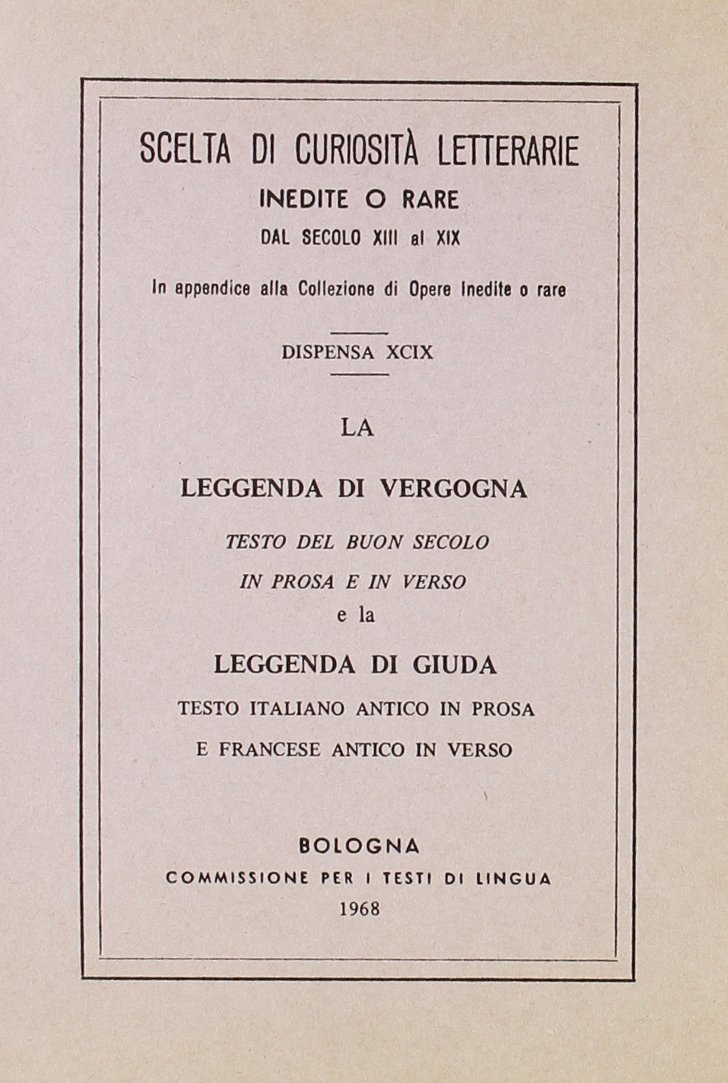 SCELTA DI CURIOSITÀ LETTERARIE
INEDITE O RARE
DAL SECOLO XIII al XIX
In appendice alla Collezione di Opere Inedite o rare
DISPENSA XCIX
LA
LEGGENDA DI VERGOGNA
TESTO DEL BUON SECOLO
IN PROSA E IN VERSO
e la
LEGGENDA DI GIUDA
TESTO ITALIANO ANTICO IN PROSA
E FRANCESE ANTICO IN VERSO
BOLOGNA
COMMISSIONE PER I TESTI DI LINGUA
1968